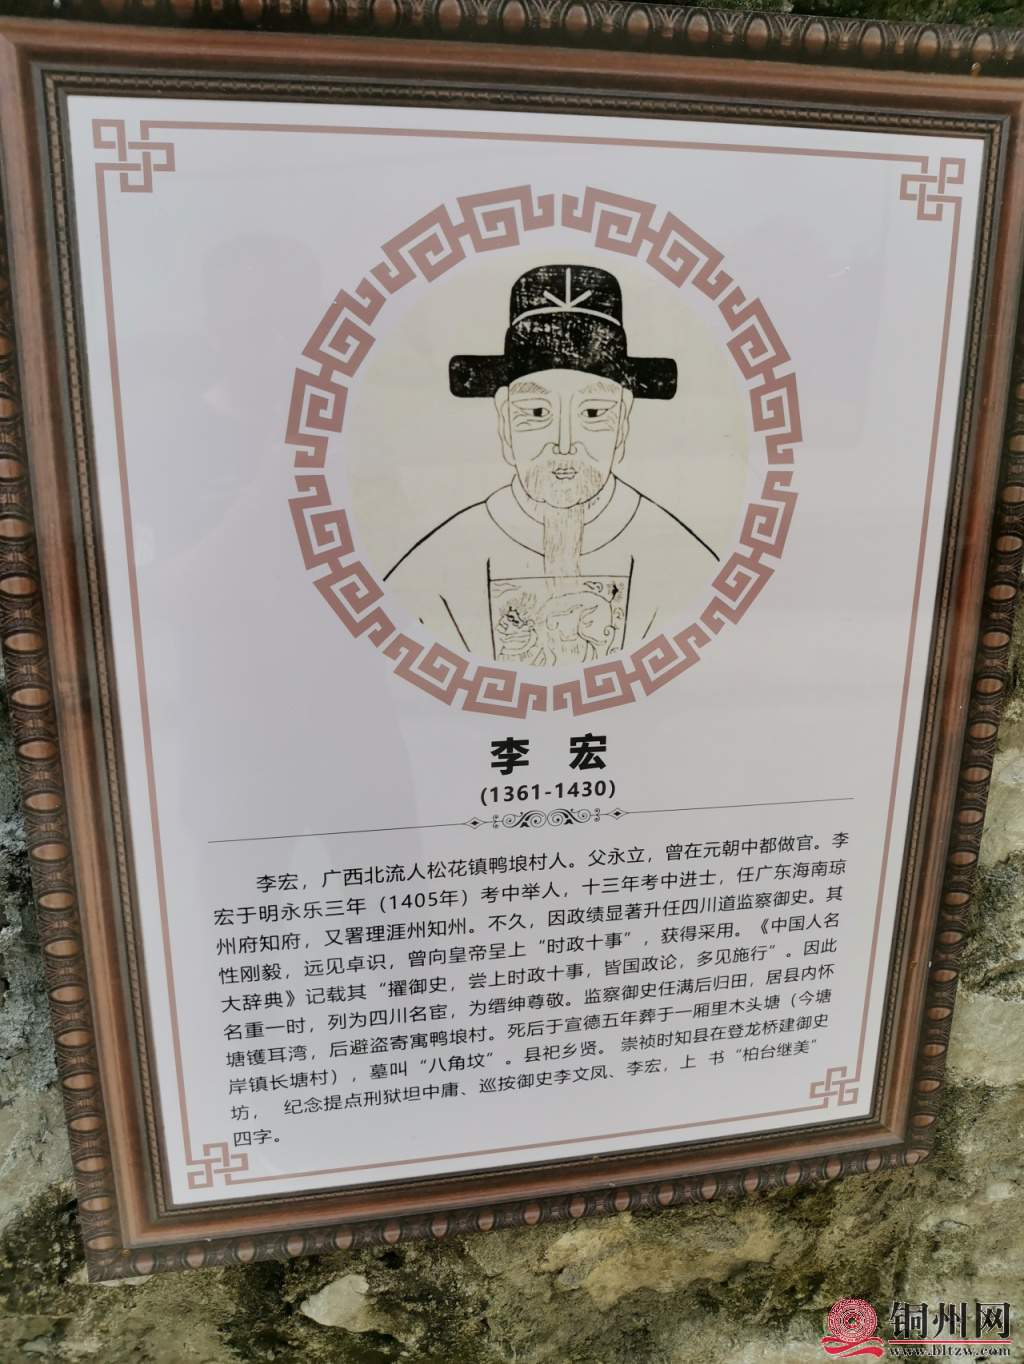 李 宏
(1361-1430)
李宏，广西北流人松花镇鸭埌村人。父永立，曾在元朝中都做官。李
宏于明永乐三年（1405年）考中举人，十三年考中进士，任广东海南琼
州府知府，又署理涯州知州。不久，因政绩显著升任四川道监察御史。其
性刚毅，远见卓识，曾向皇帝呈上“时政十事”，获得采用。《中国人名
大辞典》记载其“擢御史，尝上时政十事，皆国政论，多见施行”。因此
名重一时，列为四川名宦，为缙绅尊敬。监察御史任满后归田，居县内怀
塘镬耳湾，后避盗寄寓鸭埌村。死后于宣德五年葬于一厢里木头塘（今塘
岸镇长塘村），墓叫“八角坟”。县祀乡贤。 崇祯时知县在登龙桥建御史
坊， 纪念提点刑狱坦中庸、巡按御史李文凤、李宏，上 书“柏台继美”
四字。
铜州网
www.bltzw.com